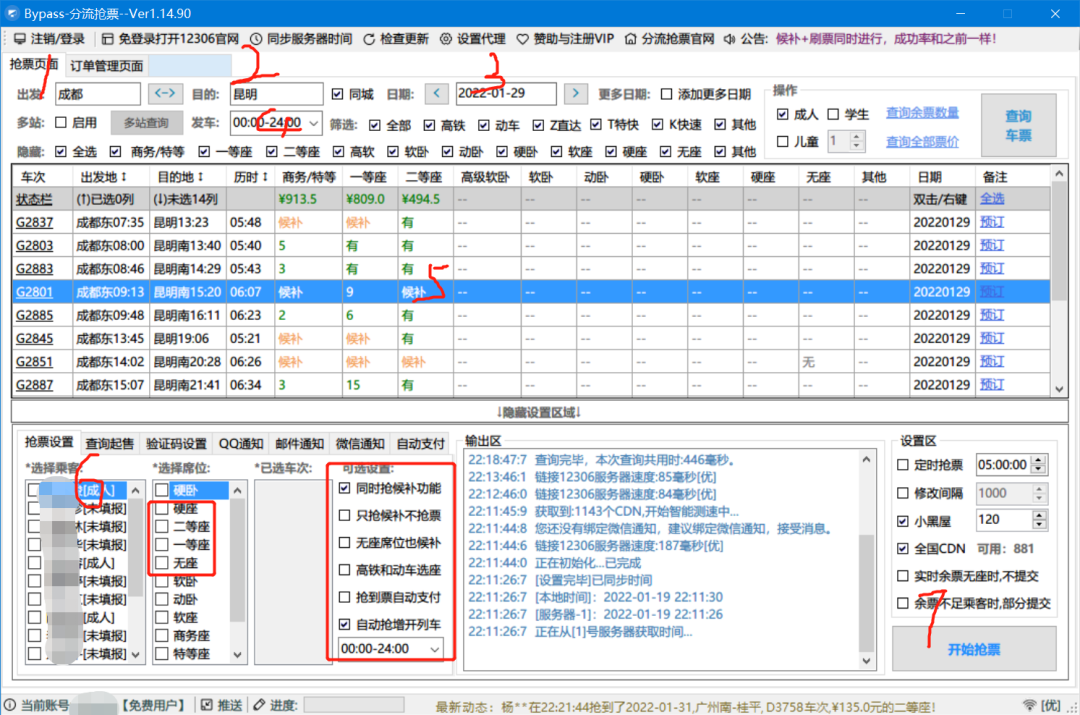 Bypass-分流抢票--Ver1.14.90
注销/登录 免登录打开12306官网 同步服务器时间 检查更新 设置代理 赞助与注册VIP 分流抢票官网 公告: 候补+刷票同时进行，成功率和之前一样!
抢票页面 订单管理页面
1 2 3
出发: 成都 <-> 目的: 昆明 同城 日期: < 2022-01-29 > 更多日期: 添加更多日期
操作
成人 学生 查询余票数量
儿童 1 查询全部票价
查询车票
多站: 启用 多站查询 发车: 00:00-24:00 筛选: 全部 高铁 动车 Z直达 T特快 K快速 其他
4
隐藏: 全选 商务/特等 一等座 二等座 高软 软卧 动卧 硬卧 软座 硬座 无座 其他
车次 出发地↕ 目的地↕ 历时↕ 商务/特等 一等座 二等座 高级软卧 软卧 动卧 硬卧 软座 硬座 无座 其他 日期 备注
状态栏 (↑)已选0列 (↓)未选14列 ¥913.5 ¥809.0 ¥494.5 -- -- -- -- -- -- -- -- 双击/右键 全选
G2837 成都东07:35 昆明13:23 05:48 候补 候补 有 -- -- -- -- -- -- -- -- 20220129 预订
G2803 成都东08:00 昆明南13:40 05:40 5 有 有 -- -- -- -- -- -- -- -- 20220129 预订
G2883 成都东08:46 昆明南14:29 05:43 3 有 有 -- -- -- -- -- -- -- -- 20220129 预订
G2801 成都东09:13 昆明南15:20 06:07 候补 9 候补 -- -- -- -- -- -- -- -- 20220129 预订
5
G2885 成都东09:48 昆明南16:11 06:23 2 6 有 -- -- -- -- -- -- -- -- 20220129 预订
G2845 成都东13:45 昆明19:06 05:21 候补 候补 有 -- -- -- -- -- -- -- -- 20220129 预订
G2851 成都东14:02 昆明南20:28 06:26 候补 候补 候补 -- -- -- -- -- -- 无 -- 20220129 预订
G2887 成都东15:07 昆明南21:41 06:34 3 15 有 -- -- -- -- -- -- -- -- 20220129 预订
↓隐藏设置区域↓
抢票设置 查询起售 验证码设置 QQ通知 邮件通知 微信通知 自动支付
*选择乘客: *选择席位: *已选车次: 可选设置:
6
[成人]
[未填报]
[未填报]
[未填报]
[成人]
[未填报]
[未填报]
[成人]
[未填报]
[未填报]
硬卧
硬座
二等座
一等座
无座
软卧
动卧
软座
商务座
特等座
同时抢候补功能
只抢候补不抢票
无座席位也候补
高铁和动车选座
抢到票自动支付
自动抢增开列车
00:00-24:00
输出区
22:18:47:7 查询完毕，本次查询共用时:446毫秒。
22:13:46:1 链接12306服务器速度:85毫秒[优]
22:12:46:0 链接12306服务器速度:84毫秒[优]
22:11:45:9 获取到:1143个CDN,开始智能测速中...
22:11:44:8 您还没有绑定微信通知，建议绑定微信通知，接受消息。
22:11:44:6 链接12306服务器速度:187毫秒[优]
22:11:44:0 正在初始化...已完成
22:11:26:7 [设置完毕]已同步时间
22:11:26:7 [本地时间]：2022-01-19 22:11:30
22:11:26:7 [服务器-1]：2022-01-19 22:11:26
22:11:26:7 正在从[1]号服务器获取时间...
设置区
定时抢票 05:00:00
修改间隔 1000
小黑屋 120
全国CDN 可用：881
实时余票无座时,不提交
余票不足乘客时,部分提交
7
开始抢票
当前账号 【免费用户】 推送 进度: 最新动态：杨**在22:21:44抢到了2022-01-31,广州南-桂平, D3758车次,¥135.0元的二等座! [优]